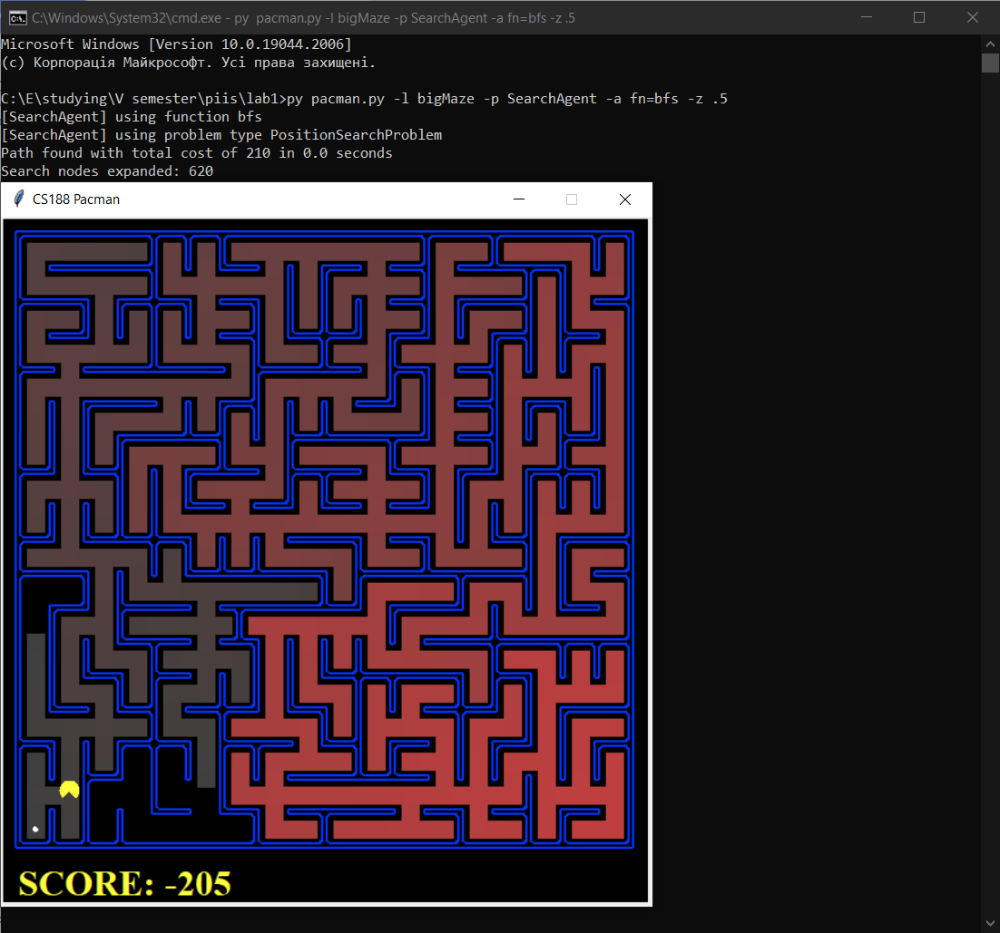 C:\Windows\System32\cmd.exe - py  pacman.py -l bigMaze -p SearchAgent -a fn=bfs -z .5
Microsoft Windows [Version 10.0.19044.2006]
(c) Корпорація Майкрософт. Усі права захищені.
C:\E\studying\V semester\piis\lab1>py pacman.py -l bigMaze -p SearchAgent -a fn=bfs -z .5
[SearchAgent] using function bfs
[SearchAgent] using problem type PositionSearchProblem
Path found with total cost of 210 in 0.0 seconds
Search nodes expanded: 620
CS188 Pacman
SCORE: -205